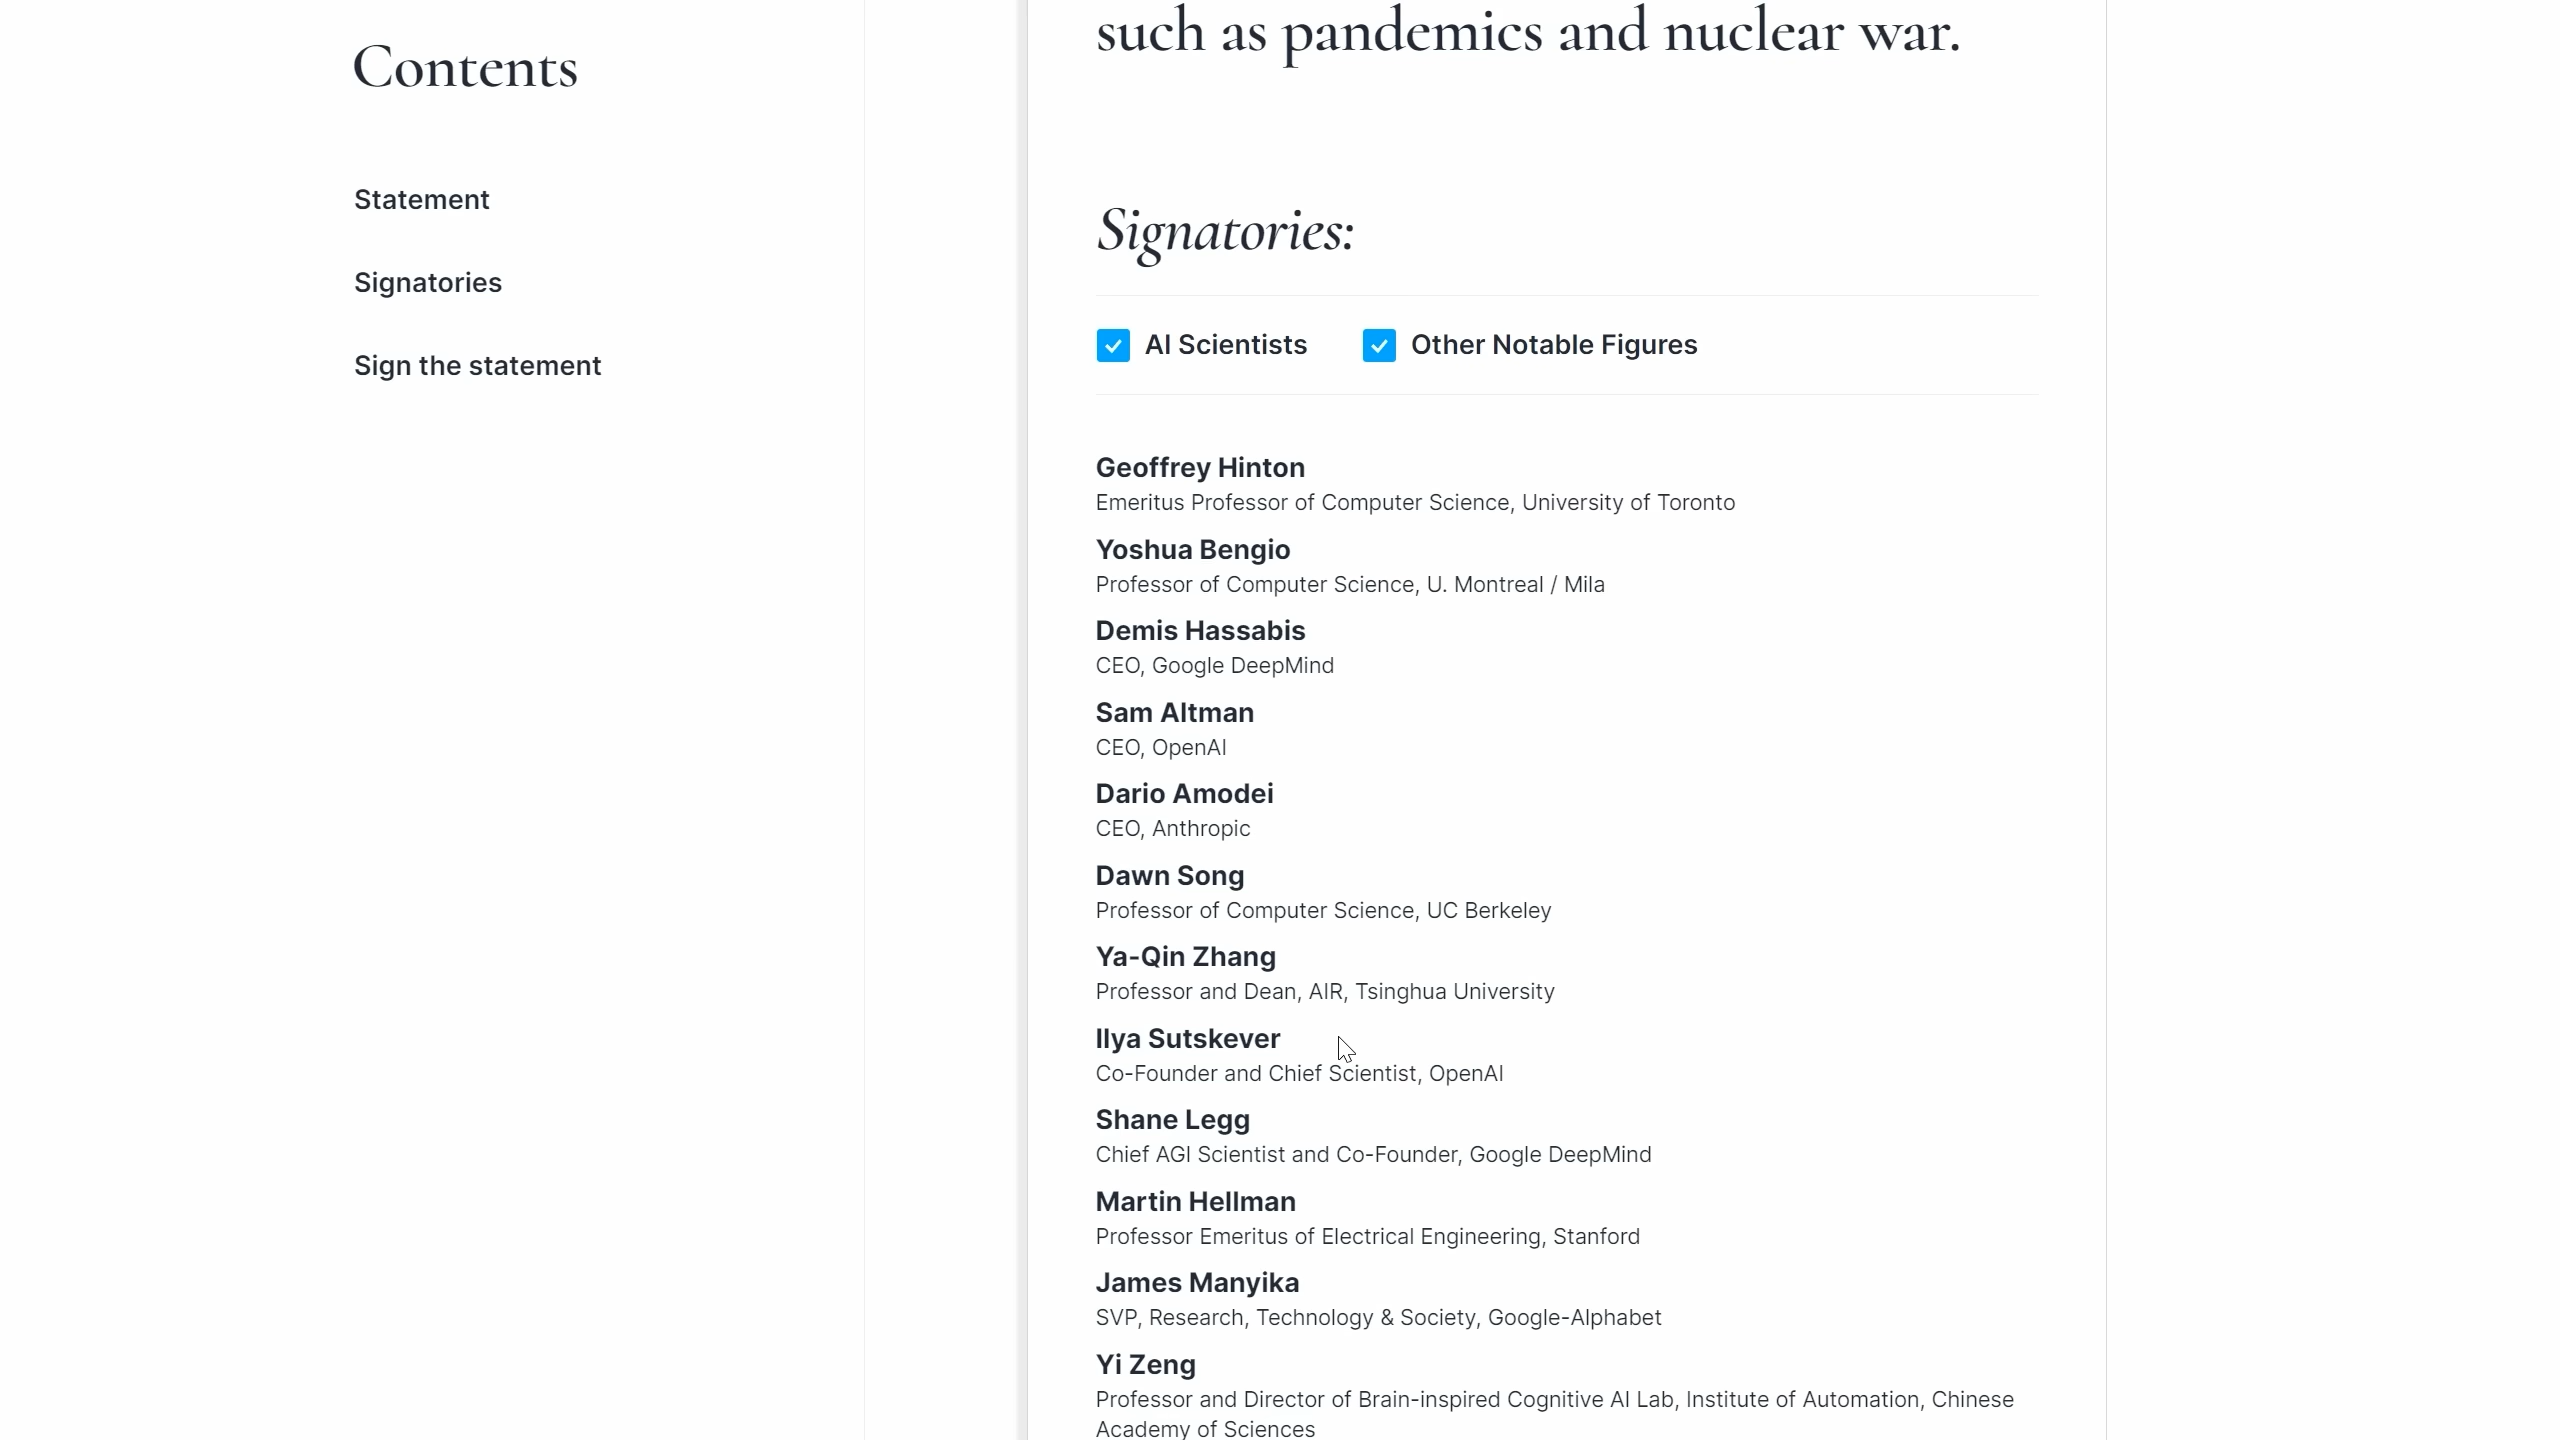 Contents
Statement
Signatories
Sign the statement
such as pandemics and nuclear war.
Signatories:
AI Scientists
Other Notable Figures
Geoffrey Hinton
Emeritus Professor of Computer Science, University of Toronto
Yoshua Bengio
Professor of Computer Science, U. Montreal / Mila
Demis Hassabis
CEO, Google DeepMind
Sam Altman
CEO, OpenAI
Dario Amodei
CEO, Anthropic
Dawn Song
Professor of Computer Science, UC Berkeley
Ya-Qin Zhang
Professor and Dean, AIR, Tsinghua University
Ilya Sutskever
Co-Founder and Chief Scientist, OpenAI
Shane Legg
Chief AGI Scientist and Co-Founder, Google DeepMind
Martin Hellman
Professor Emeritus of Electrical Engineering, Stanford
James Manyika
SVP, Research, Technology & Society, Google-Alphabet
Yi Zeng
Professor and Director of Brain-inspired Cognitive AI Lab, Institute of Automation, Chinese
Academy of Sciences